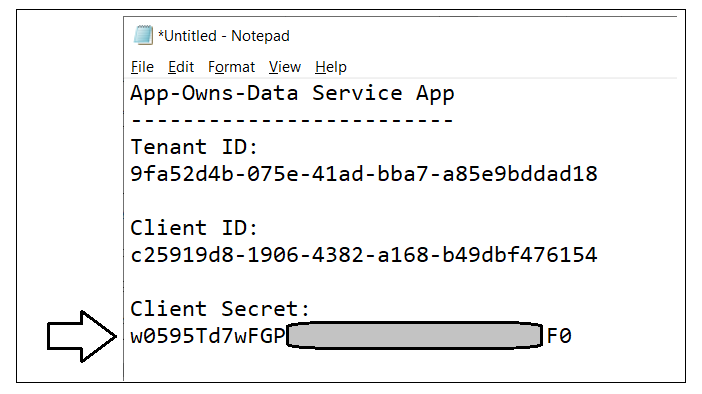 *Untitled - Notepad
File Edit Format View Help
App-Owns-Data Service App
-------------------------
Tenant ID:
9fa52d4b-075e-41ad-bba7-a85e9bddad18
Client ID:
c25919d8-1906-4382-a168-b49dbf476154
Client Secret:
w0595Td7wFGP F0